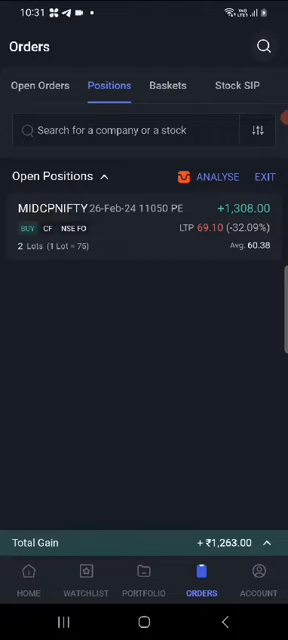 10:31
Orders
Open Orders Positions Baskets Stock SIP
Search for a company or a stock
Open Positions ANALYSE EXIT
MIDCPNIFTY 26-Feb-24 11050 PE +1,308.00
BUY CF NSE FO LTP 69.10 (-32.09%)
2 Lots (1 Lot = 75) Avg. 60.38
Total Gain + ₹1,263.00
HOME WATCHLIST PORTFOLIO ORDERS ACCOUNT